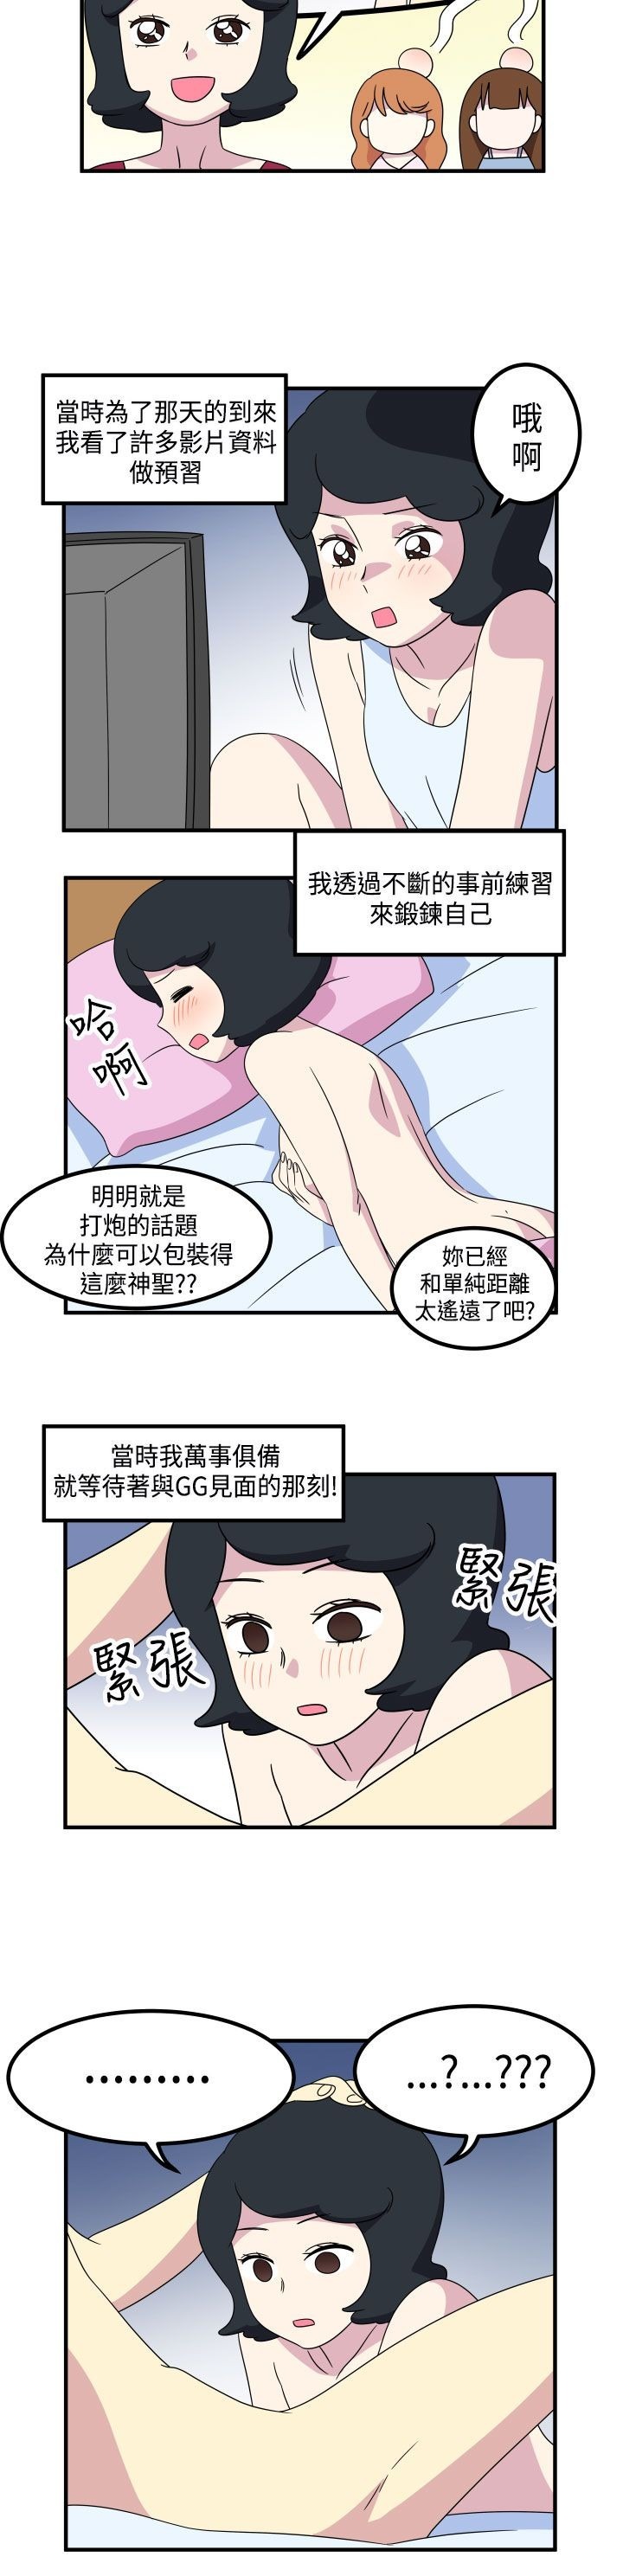 當時為了那天的到來
我看了許多影片資料
做預習
哦
啊
我透過不斷的事前練習
來鍛鍊自己
哈
啊
明明就是
打炮的話題
為什麼可以包裝得
這麼神聖??
妳已經
和單純距離
太遙遠了吧?
當時我萬事俱備
就等待著與GG見面的那刻!
緊張
緊張
.........
...?...???